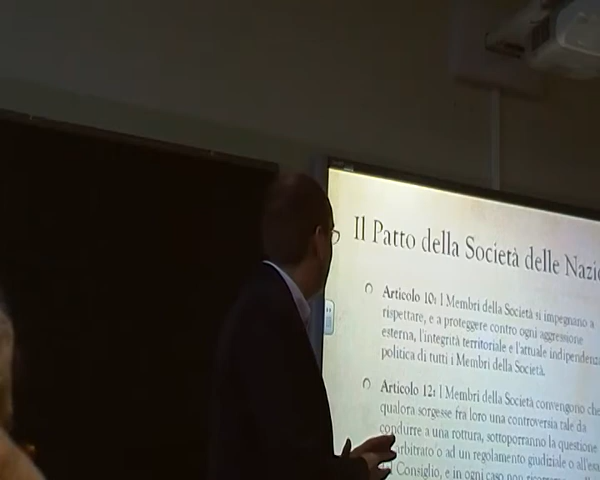 Il Patto della Società delle Nazio
Articolo 10: I Membri della Società si impegnano a
rispettare, e a proteggere contro ogni aggressione
esterna, l'integrità territoriale e l'attuale indipendenza
politica di tutti i Membri della Società.
Articolo 12: I Membri della Società convengono che
qualora sorgesse fra loro una controversia tale da
condurre a una rottura, sottoporranno la questione
arbitrato o ad un regolamento giudiziale o all'esa
Consiglio, e in ogni caso non